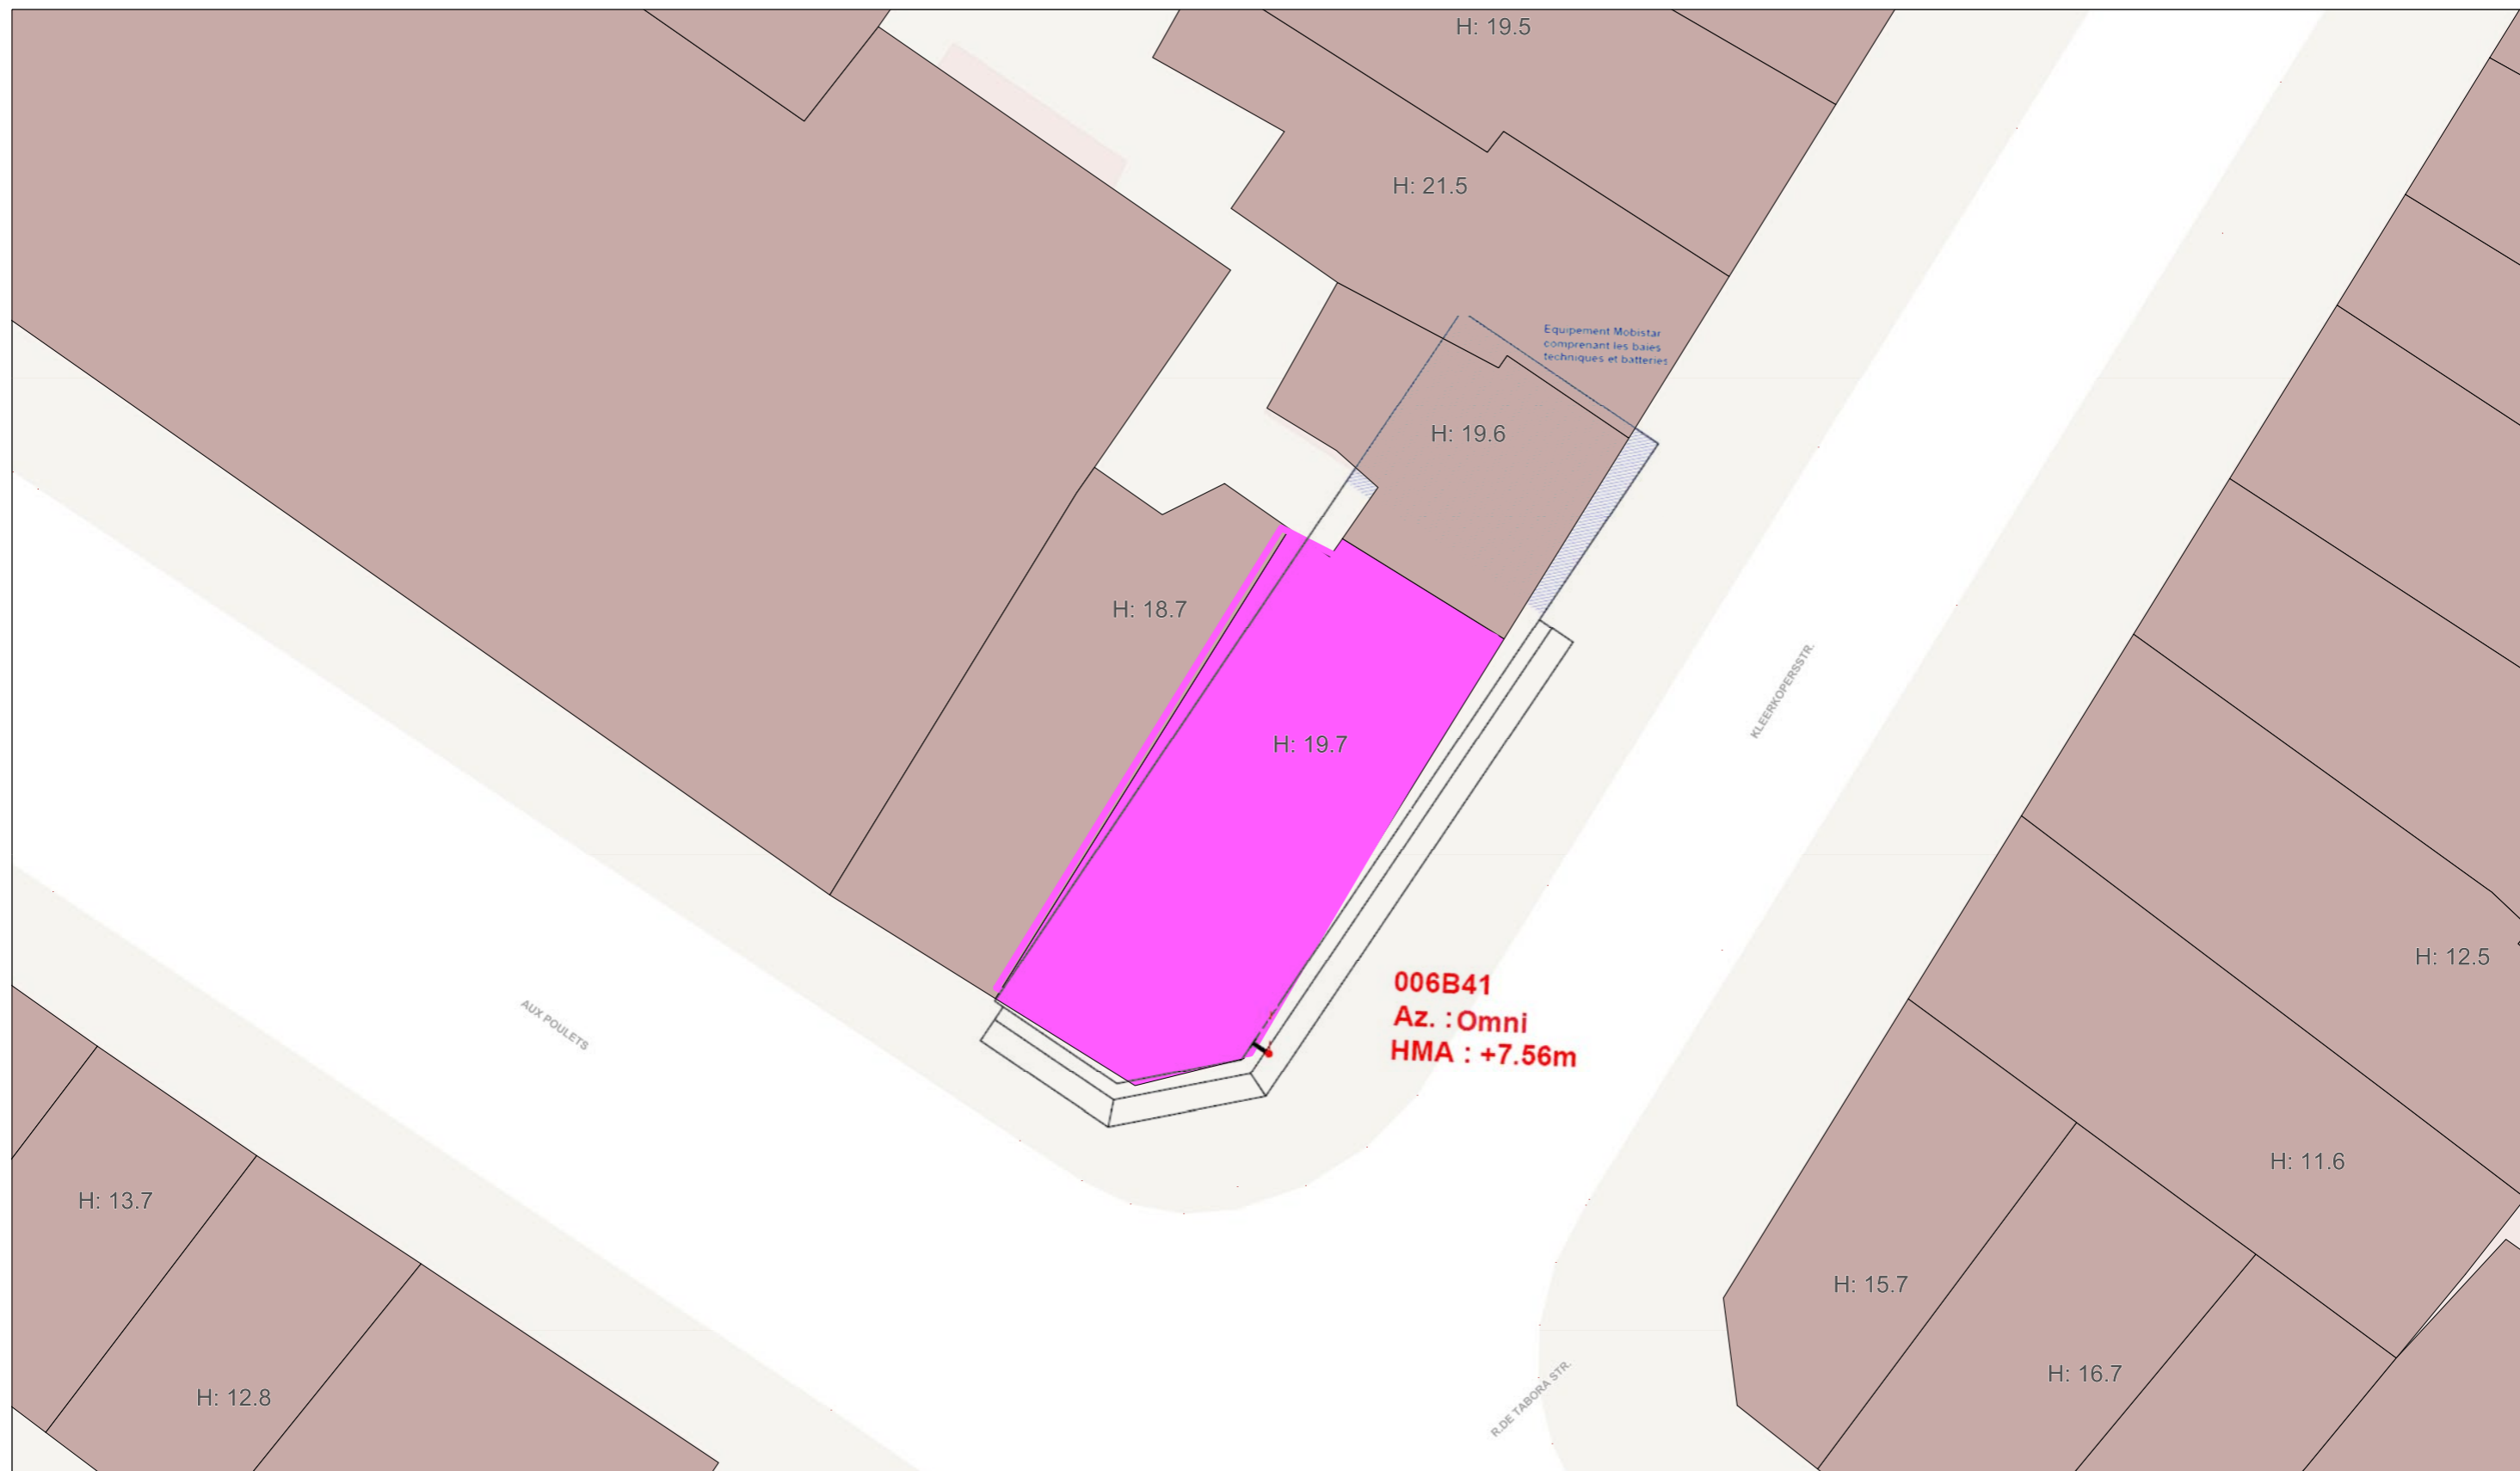 H: 19.5
H: 21.5
Equipement Mobistar
comprenant les baies
techniques et batteries
H: 19.6
H: 18.7
KLEERKOPERSSTR.
H: 19.7
H: 12.5
006B41
Az. : Omni
HMA : +7.56m
AUX POULETS
H: 11.6
H: 13.7
H: 15.7
H: 16.7
H: 12.8
R.DE TABORA STR.